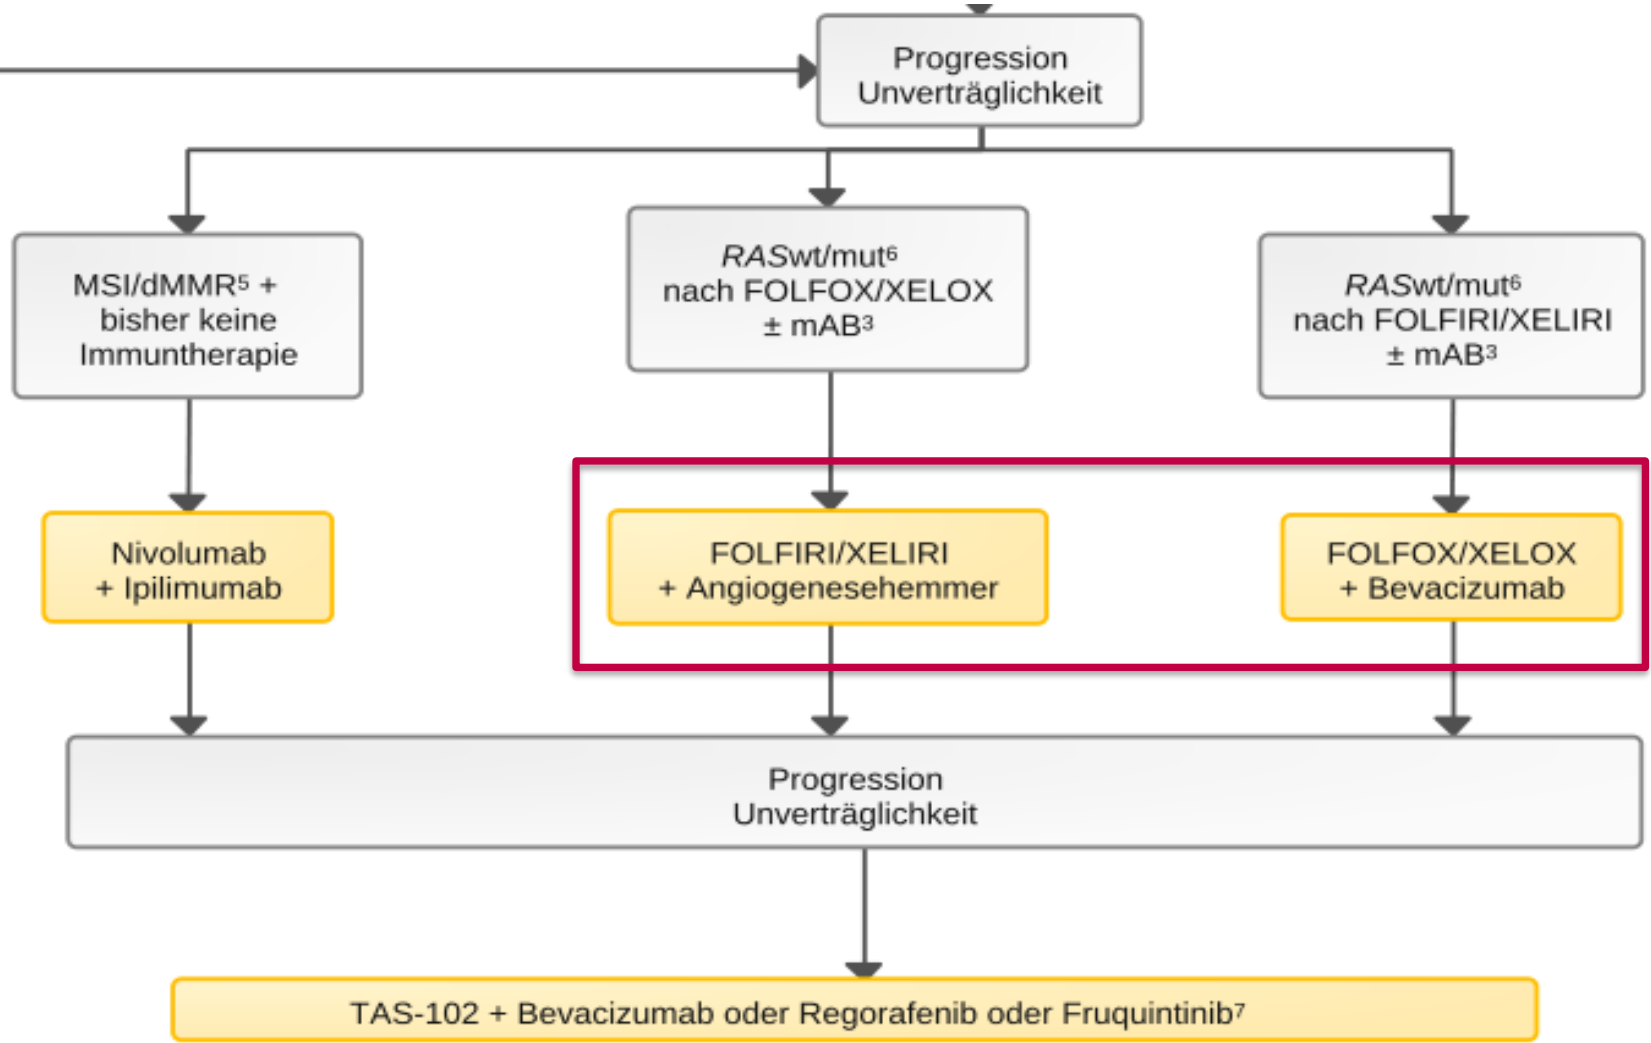 Progression
Unverträglichkeit
MSI/dMMR⁵ +
bisher keine
Immuntherapie
RASwt/mut⁶
nach FOLFOX/XELOX
± mAB³
RASwt/mut⁶
nach FOLFIRI/XELIRI
± mAB³
Nivolumab
+ Ipilimumab
FOLFIRI/XELIRI
+ Angiogenesehemmer
FOLFOX/XELOX
+ Bevacizumab
Progression
Unverträglichkeit
TAS-102 + Bevacizumab oder Regorafenib oder Fruquintinib⁷